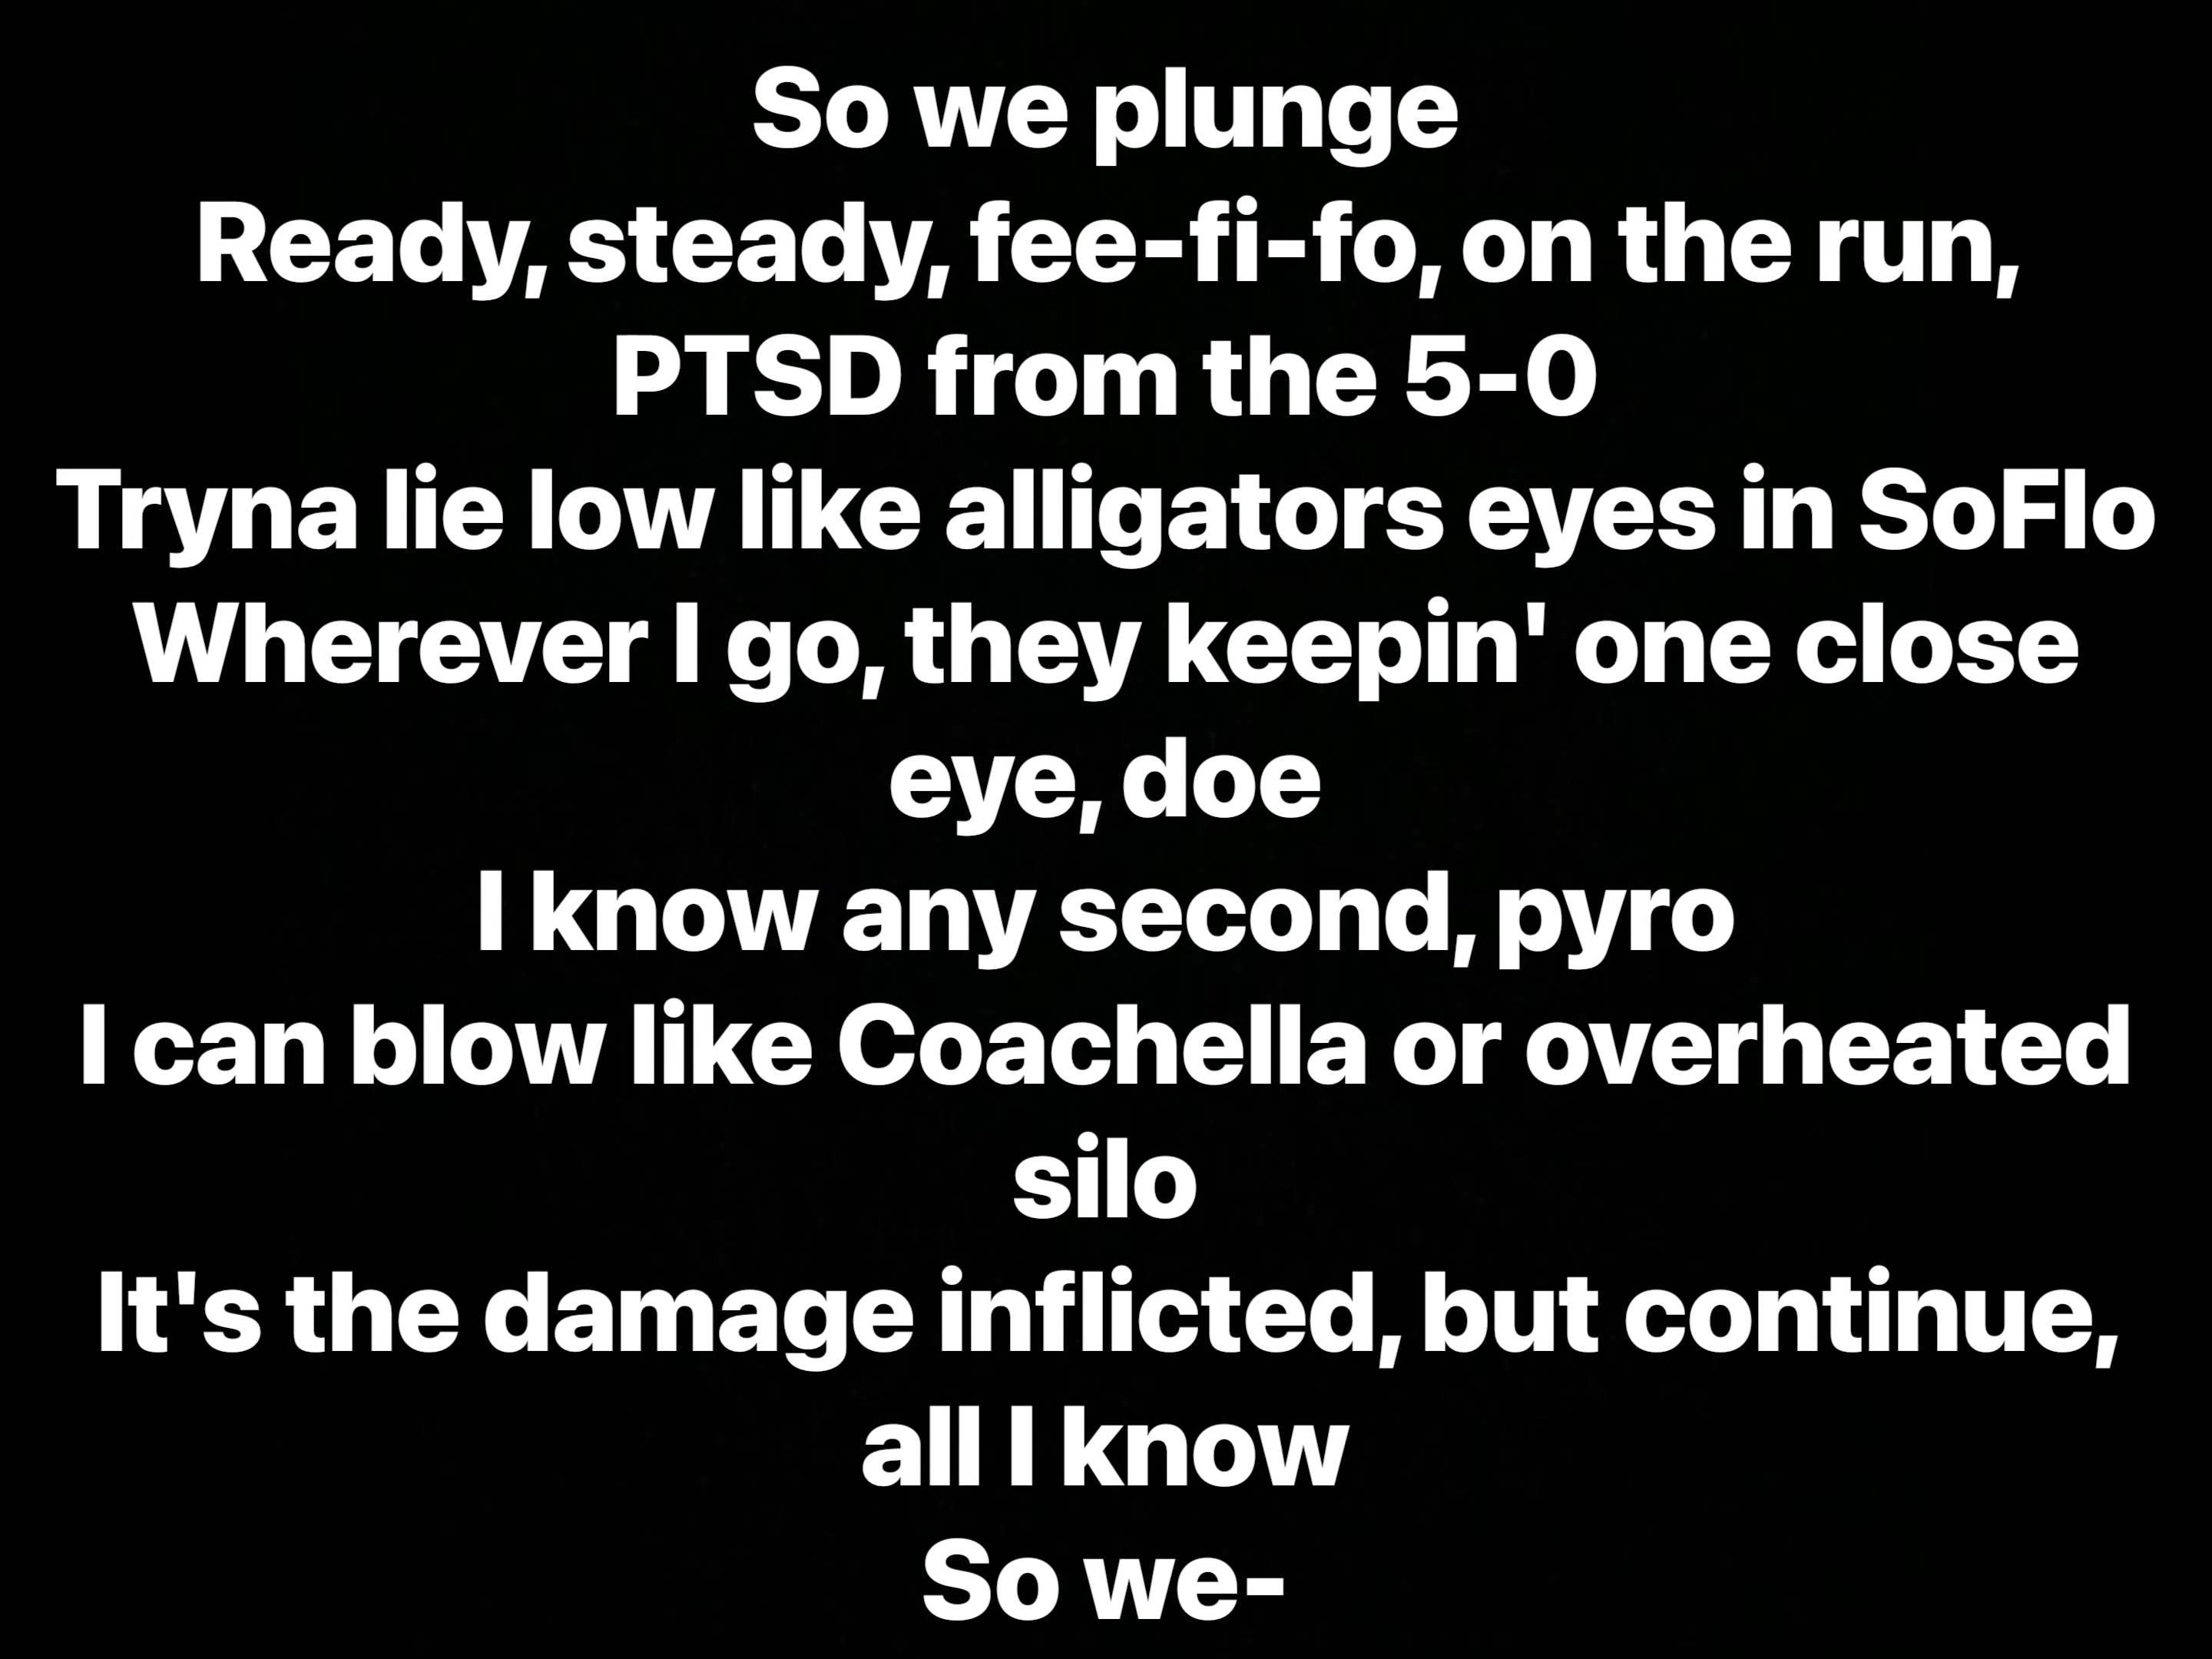 So we plunge
Ready, steady, fee-fi-fo, on the run,
PTSD from the 5-0
Tryna lie low like alligators eyes in SoFlo
Wherever I go, they keepin' one close
eye, doe
I know any second, pyro
I can blow like Coachella or overheated
silo
It's the damage inflicted, but continue,
all I know
So we-